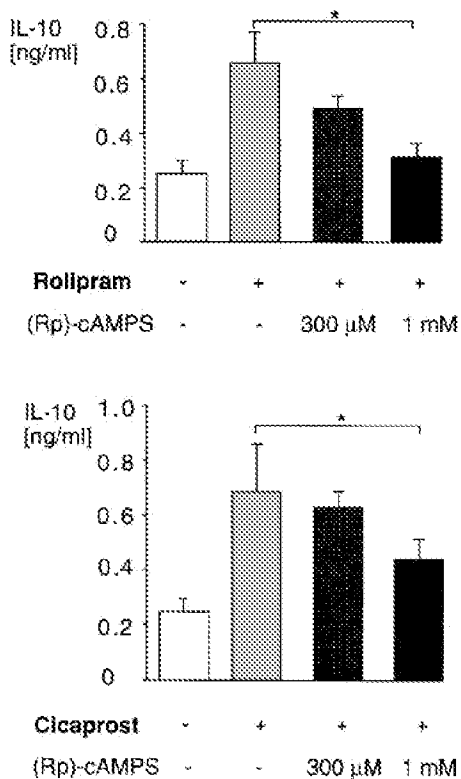 IL-10
[ng/ml]
0.8
0.6
0.4
0.2
0
*
Rolipram - + + +
(Rp)-cAMPS - - 300 µM 1 mM
IL-10
[ng/ml]
1.0
0.8
0.6
0.4
0.2
0
*
Cicaprost - + + +
(Rp)-cAMPS - - 300 µM 1 mM